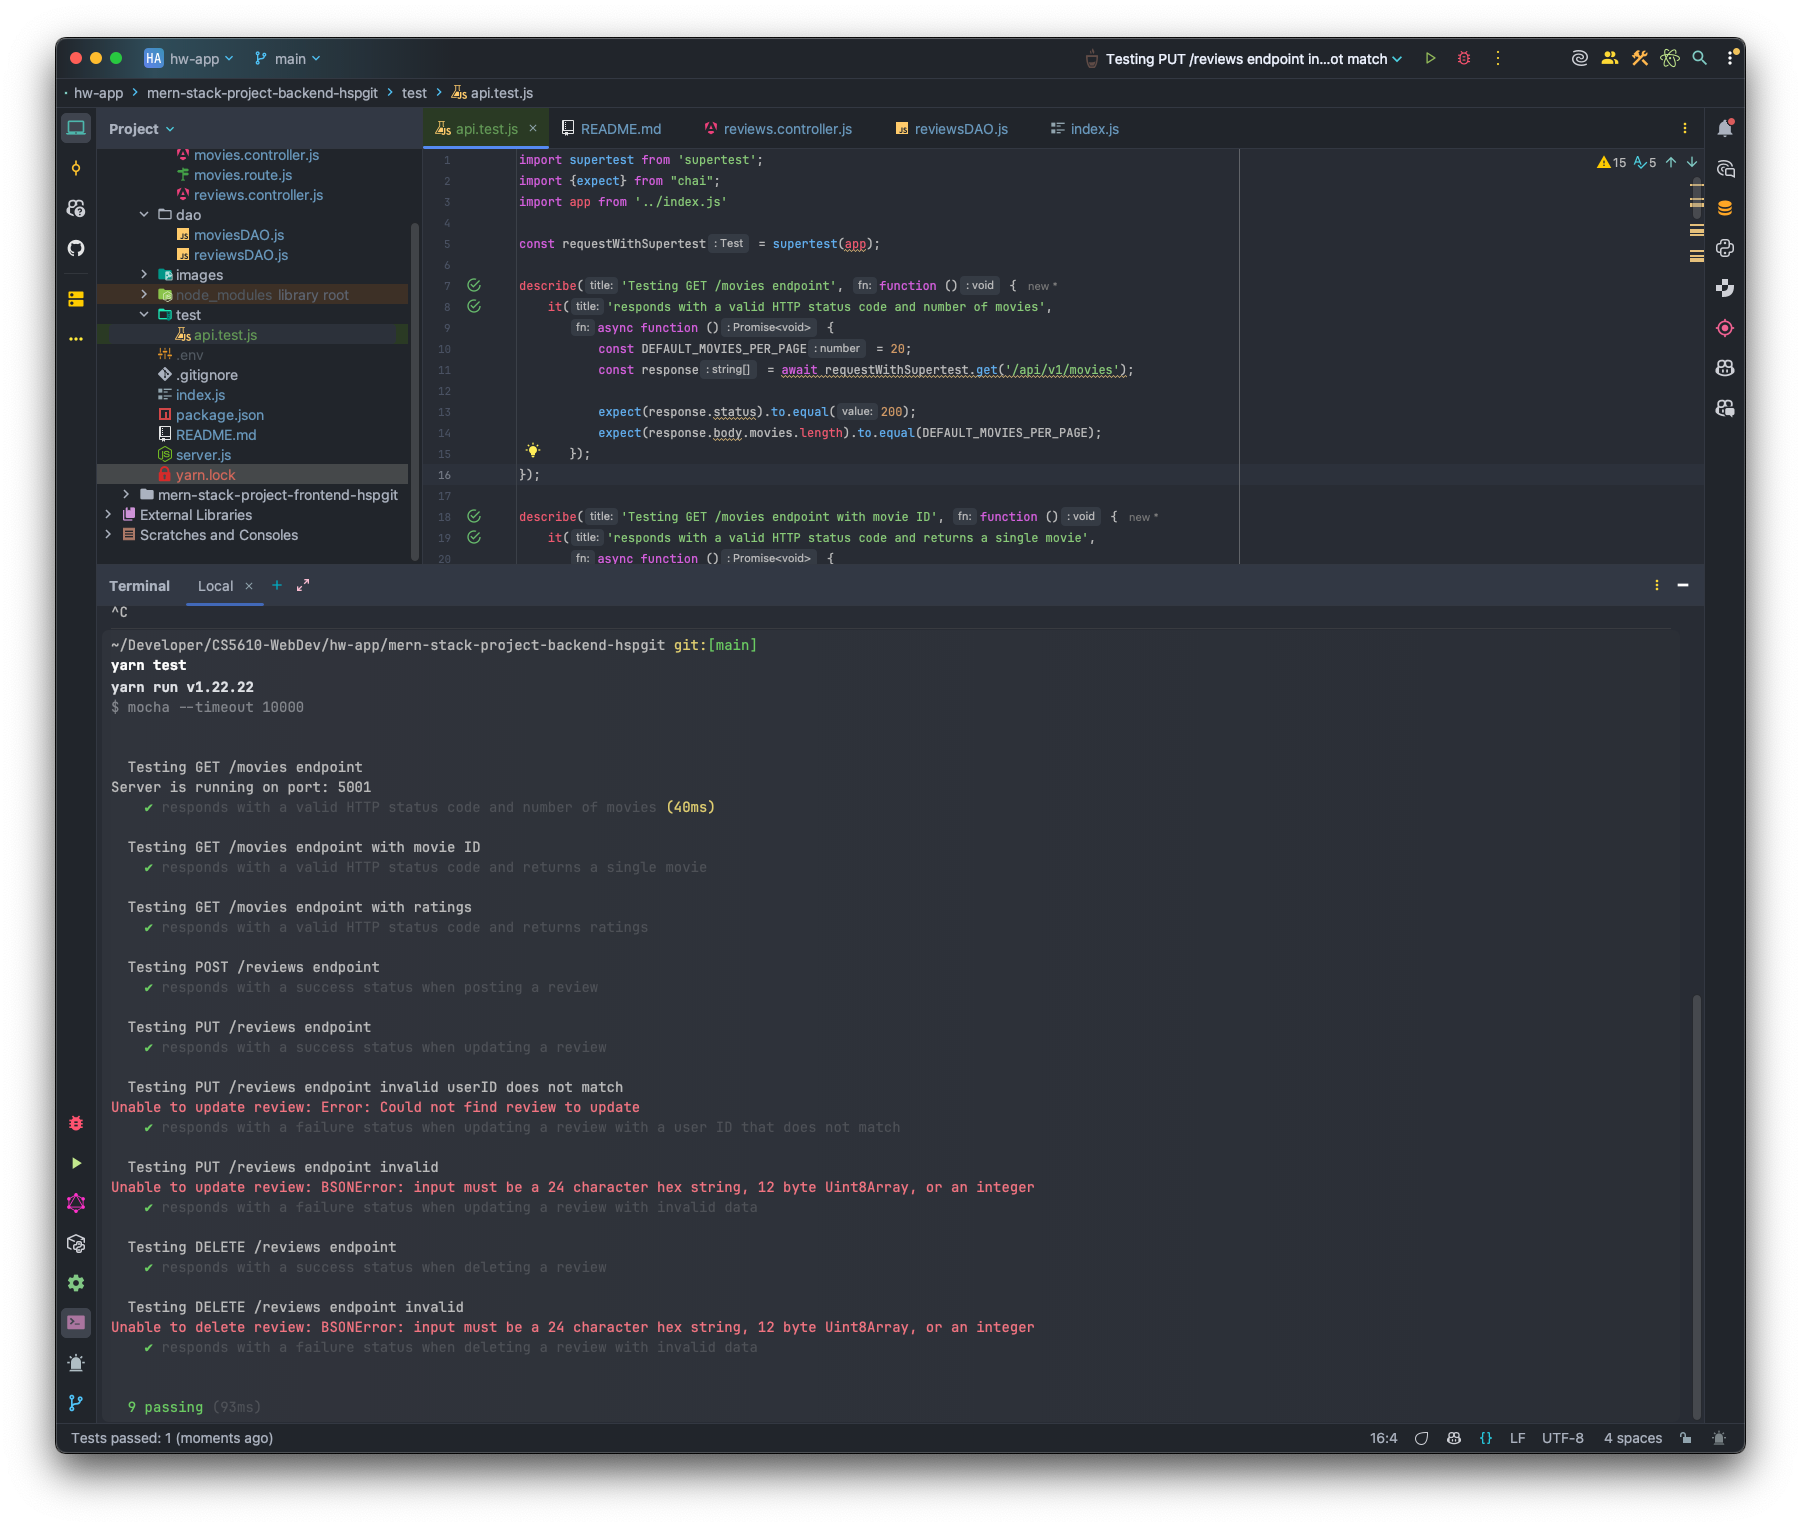 HA hw-app main Testing PUT /reviews endpoint in...ot match
hw-app mern-stack-project-backend-hspgit test api.test.js
Project
movies.controller.js
movies.route.js
reviews.controller.js
dao
moviesDAO.js
reviewsDAO.js
images
node_modules library root
test
api.test.js
.env
.gitignore
index.js
package.json
README.md
server.js
yarn.lock
mern-stack-project-frontend-hspgit
External Libraries
Scratches and Consoles
api.test.js README.md reviews.controller.js reviewsDAO.js index.js
15 5
1 import supertest from 'supertest';
2 import {expect} from "chai";
3 import app from '../index.js'
4
5 const requestWithSupertest : Test = supertest(app);
6
7 describe( title: 'Testing GET /movies endpoint', fn: function () : void { new *
8 it( title: 'responds with a valid HTTP status code and number of movies',
9 fn: async function () : Promise<void> {
10 const DEFAULT_MOVIES_PER_PAGE : number = 20;
11 const response : string[] = await requestWithSupertest.get('/api/v1/movies');
12
13 expect(response.status).to.equal( value: 200);
14 expect(response.body.movies.length).to.equal(DEFAULT_MOVIES_PER_PAGE);
15 });
16 });
17
18 describe( title: 'Testing GET /movies endpoint with movie ID', fn: function () : void { new *
19 it( title: 'responds with a valid HTTP status code and returns a single movie',
20 fn: async function () : Promise<void> {
Terminal Local
^C
~/Developer/CS5610-WebDev/hw-app/mern-stack-project-backend-hspgit git:[main]
yarn test
yarn run v1.22.22
$ mocha --timeout 10000
Testing GET /movies endpoint
Server is running on port: 5001
✔ responds with a valid HTTP status code and number of movies (40ms)
Testing GET /movies endpoint with movie ID
✔ responds with a valid HTTP status code and returns a single movie
Testing GET /movies endpoint with ratings
✔ responds with a valid HTTP status code and returns ratings
Testing POST /reviews endpoint
✔ responds with a success status when posting a review
Testing PUT /reviews endpoint
✔ responds with a success status when updating a review
Testing PUT /reviews endpoint invalid userID does not match
Unable to update review: Error: Could not find review to update
✔ responds with a failure status when updating a review with a user ID that does not match
Testing PUT /reviews endpoint invalid
Unable to update review: BSONError: input must be a 24 character hex string, 12 byte Uint8Array, or an integer
✔ responds with a failure status when updating a review with invalid data
Testing DELETE /reviews endpoint
✔ responds with a success status when deleting a review
Testing DELETE /reviews endpoint invalid
Unable to delete review: BSONError: input must be a 24 character hex string, 12 byte Uint8Array, or an integer
✔ responds with a failure status when deleting a review with invalid data
9 passing (93ms)
Tests passed: 1 (moments ago) 16:4 {} LF UTF-8 4 spaces